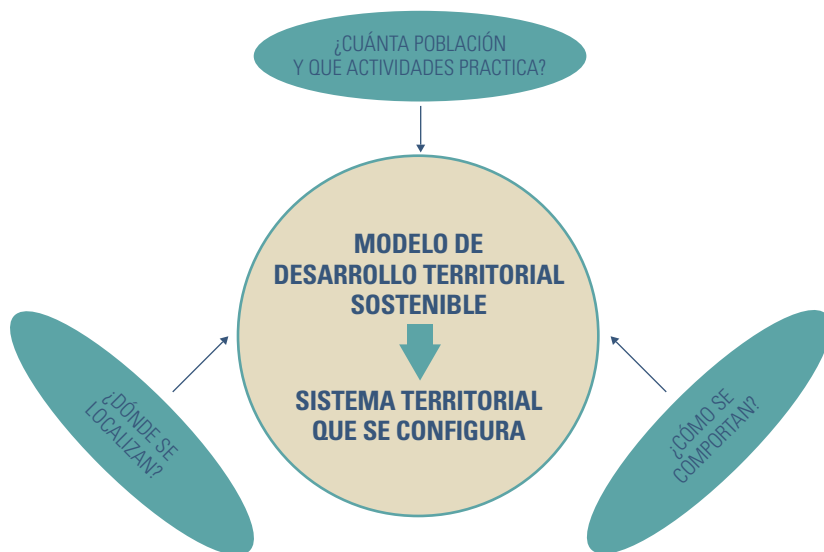 ¿CUÁNTA POBLACIÓN
Y QUE ACTIVIDADES PRACTICA?
MODELO DE
DESARROLLO TERRITORIAL
SOSTENIBLE
SISTEMA TERRITORIAL
QUE SE CONFIGURA
¿DÓNDE SE
LOCALIZAN?
¿CÓMO SE
COMPORTAN?